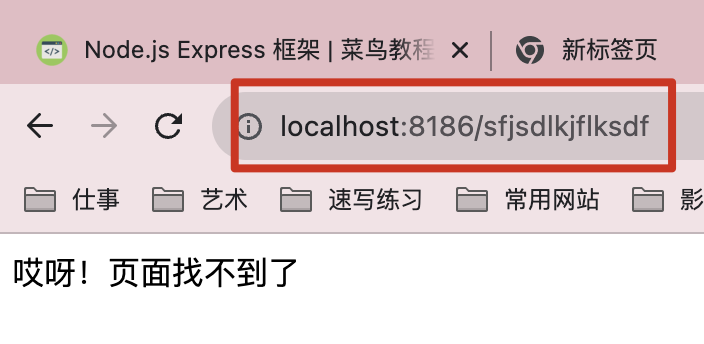 Node.js Express 框架 | 菜鸟教程 新标签页
localhost:8186/sfjsdlkjflksdf
仕事 艺术 速写练习 常用网站 影
哎呀！页面找不到了